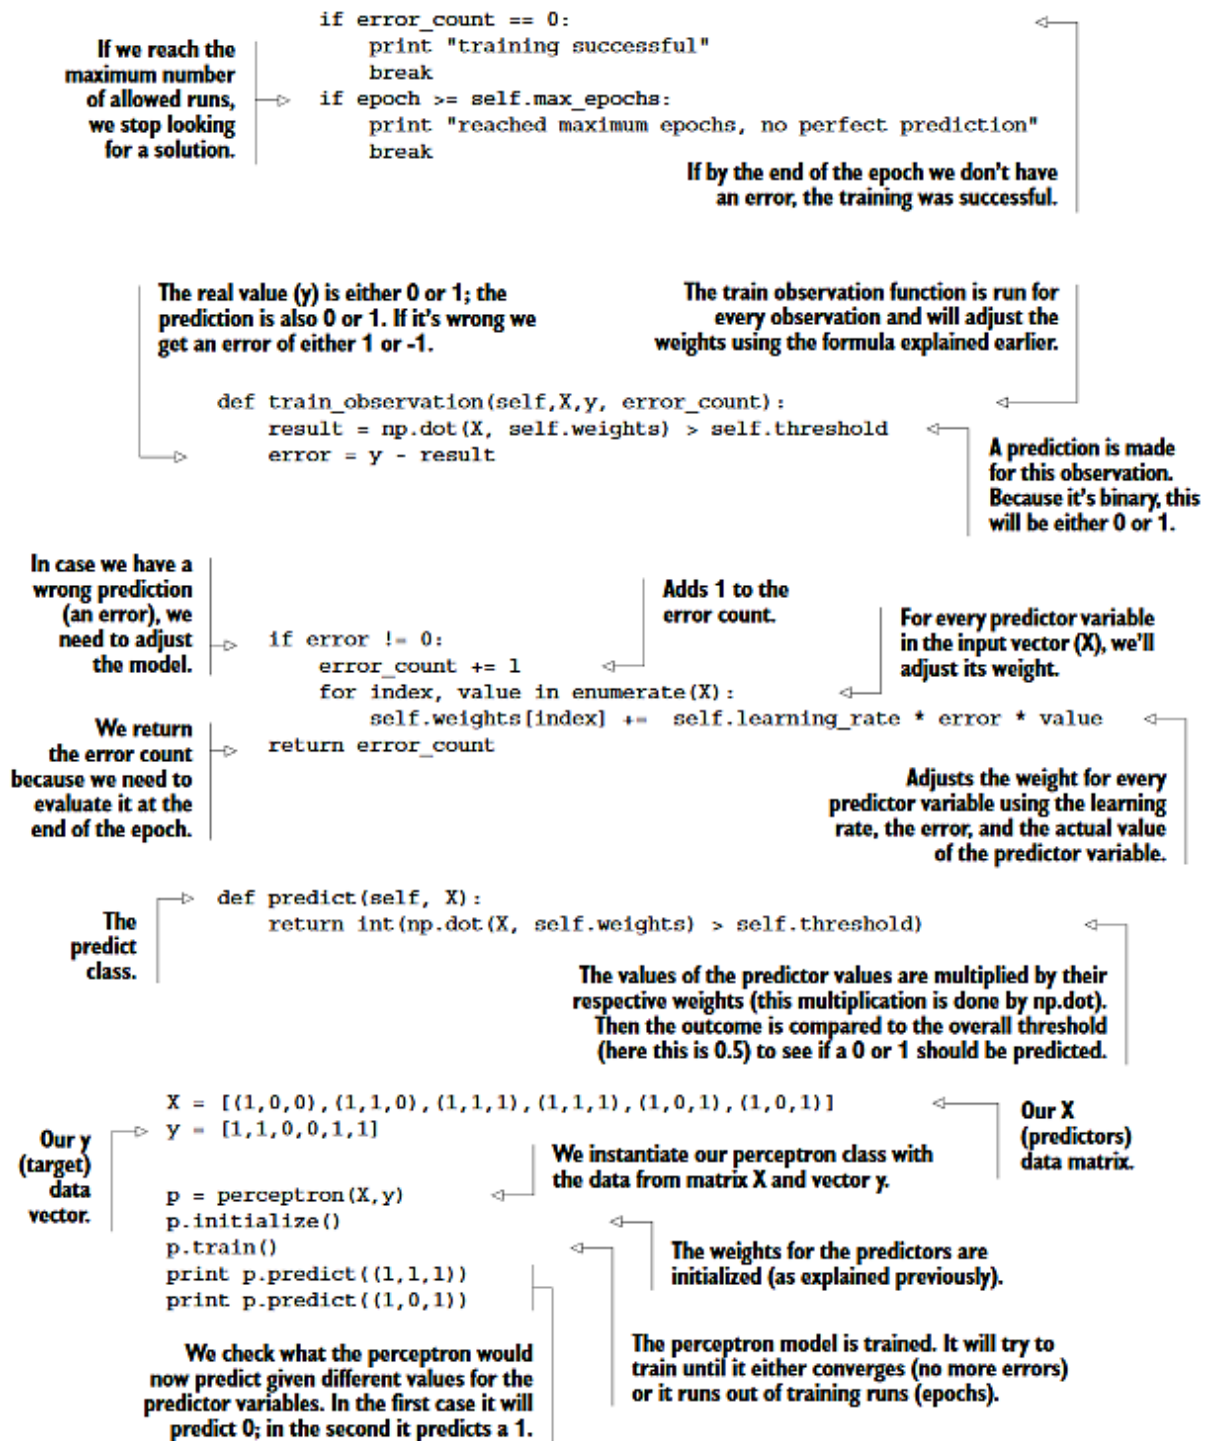 if error_count == 0:
print "training successful"
break
If we reach the
maximum number
of allowed runs,
we stop looking
for a solution.
if epoch >= self.max_epochs:
print "reached maximum epochs, no perfect prediction"
break
If by the end of the epoch we don't have
an error, the training was successful.
The real value (y) is either 0 or 1; the
prediction is also 0 or 1. If it's wrong we
get an error of either 1 or -1.
The train observation function is run for
every observation and will adjust the
weights using the formula explained earlier.
def train_observation(self,X,y, error_count):
result = np.dot(X, self.weights) > self.threshold
error = y - result
A prediction is made
for this observation.
Because it's binary, this
will be either 0 or 1.
In case we have a
wrong prediction
(an error), we
need to adjust
the model.
Adds 1 to the
error count.
For every predictor variable
in the input vector (X), we'll
adjust its weight.
if error != 0:
error_count += 1
for index, value in enumerate(X):
self.weights[index] += self.learning_rate * error * value
We return
the error count
because we need to
evaluate it at the
end of the epoch.
return error_count
Adjusts the weight for every
predictor variable using the learning
rate, the error, and the actual value
of the predictor variable.
The
predict
class.
def predict(self, X):
return int(np.dot(X, self.weights) > self.threshold)
The values of the predictor values are multiplied by their
respective weights (this multiplication is done by np.dot).
Then the outcome is compared to the overall threshold
(here this is 0.5) to see if a 0 or 1 should be predicted.
X = [(1,0,0),(1,1,0),(1,1,1),(1,1,1),(1,0,1),(1,0,1)]
y = [1,1,0,0,1,1]
Our X
(predictors)
data matrix.
Our y
(target)
data
vector.
We instantiate our perceptron class with
the data from matrix X and vector y.
p = perceptron(X,y)
p.initialize()
p.train()
print p.predict((1,1,1))
print p.predict((1,0,1))
The weights for the predictors are
initialized (as explained previously).
The perceptron model is trained. It will try to
train until it either converges (no more errors)
or it runs out of training runs (epochs).
We check what the perceptron would
now predict given different values for the
predictor variables. In the first case it will
predict 0; in the second it predicts a 1.